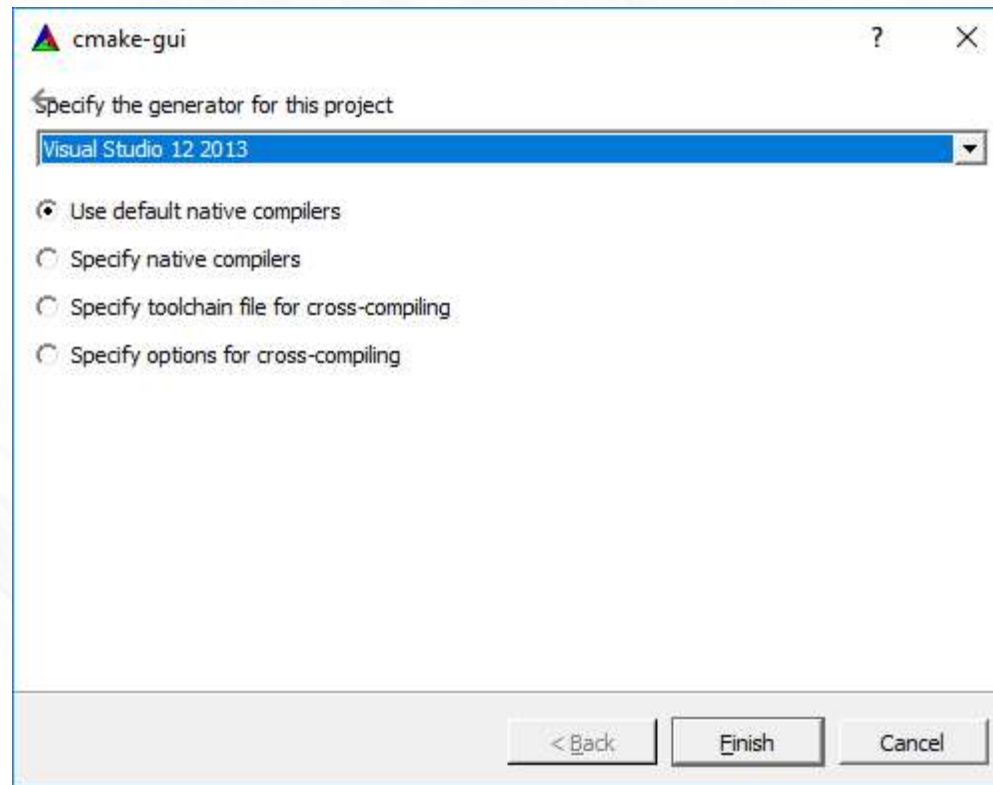 cmake-gui
Specify the generator for this project
Visual Studio 12 2013
Use default native compilers
Specify native compilers
Specify toolchain file for cross-compiling
Specify options for cross-compiling
< Back Finish Cancel